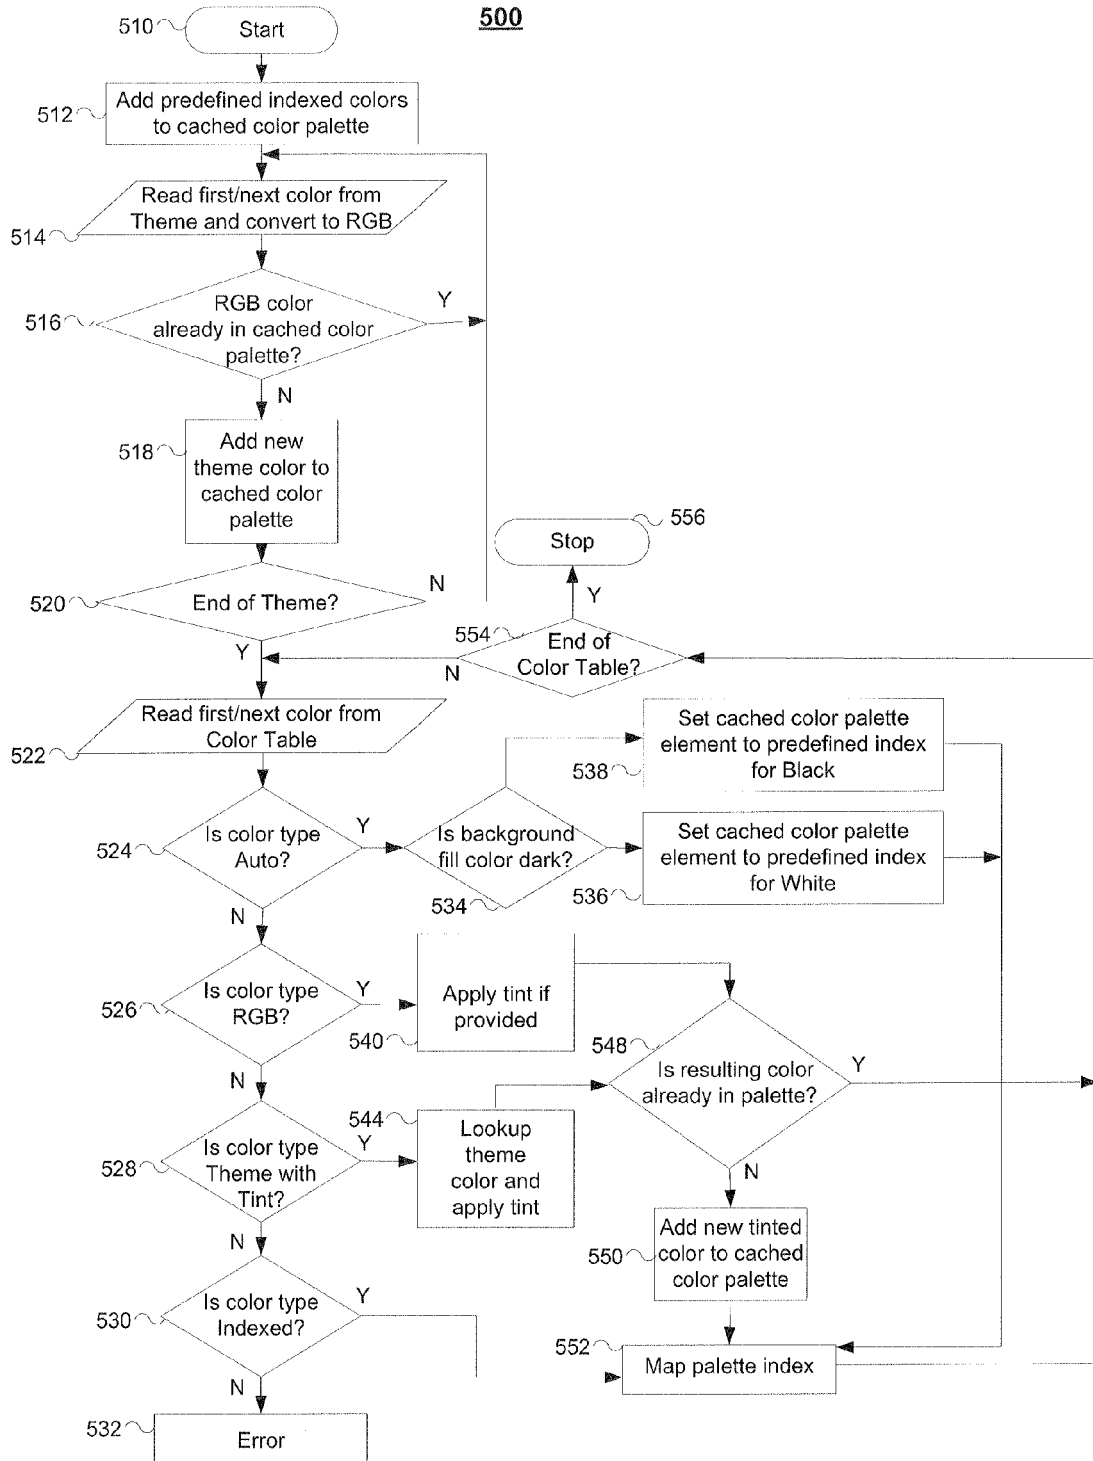 500
510
Start
512
Add predefined indexed colors
to cached color palette
Read first/next color from
Theme and convert to RGB
514
516
RGB color
already in cached color
palette?
Y
N
518
Add new
theme color to
cached color
palette
520
End of Theme?
N
Y
556
Stop
Y
554
End of
Color Table?
N
Read first/next color from
Color Table
522
524
Is color type
Auto?
Y
N
Is background
fill color dark?
534
Set cached color palette
element to predefined index
for Black
538
Set cached color palette
element to predefined index
for White
536
526
Is color type
RGB?
Y
N
Apply tint if
provided
540
548
Is resulting color
already in palette?
Y
N
528
Is color type
Theme with
Tint?
Y
N
544
Lookup
theme
color and
apply tint
550
Add new tinted
color to cached
color palette
530
Is color type
Indexed?
Y
N
552
Map palette index
532
Error